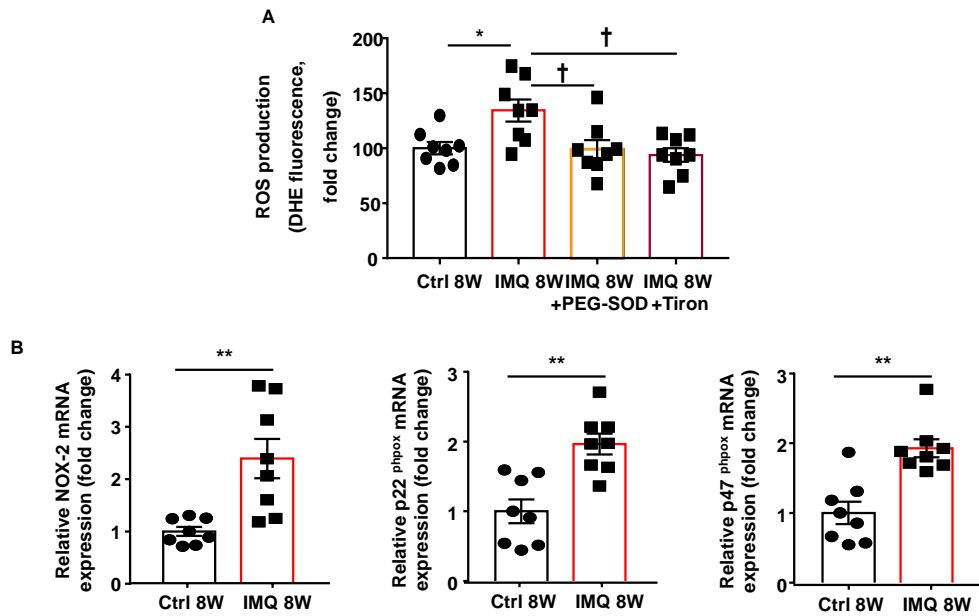 A
ROS production
(DHE fluorescence,
fold change)
200
150
100
50
0
*
†
†
Ctrl 8W
IMQ 8W
IMQ 8W
+PEG-SOD
IMQ 8W
+Tiron
B
Relative NOX-2 mRNA
expression (fold change)
4
3
2
1
0
**
Ctrl 8W
IMQ 8W
Relative p22 phpox mRNA
expression (fold change)
3
2
1
0
**
Ctrl 8W
IMQ 8W
Relative p47 phpox mRNA
expression (fold change)
3
2
1
0
**
Ctrl 8W
IMQ 8W